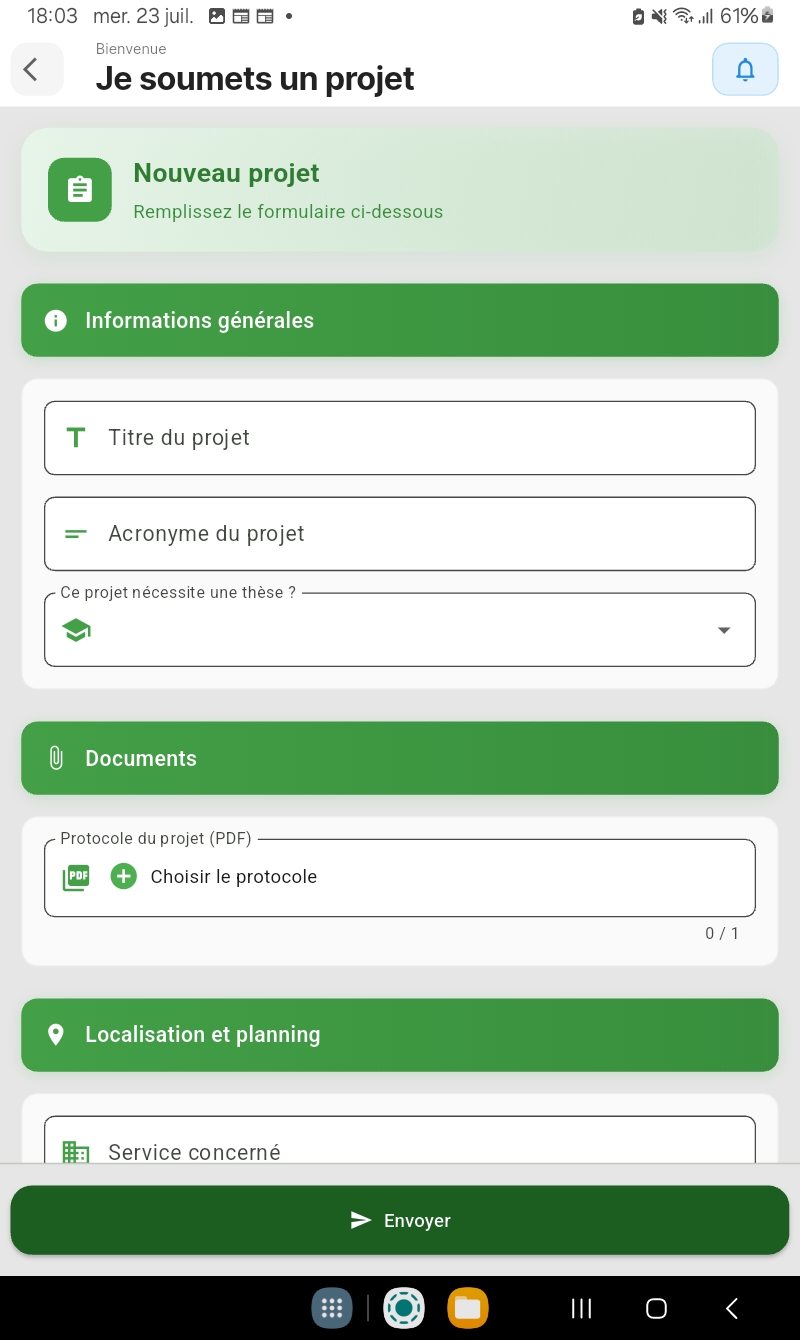 18:03 mer. 23 juil. 61%
Bienvenue
Je soumets un projet
Nouveau projet
Remplissez le formulaire ci-dessous
Informations générales
Titre du projet
Acronyme du projet
Ce projet nécessite une thèse ?
Documents
Protocole du projet (PDF)
PDF Choisir le protocole
0 / 1
Localisation et planning
Service concerné
Envoyer